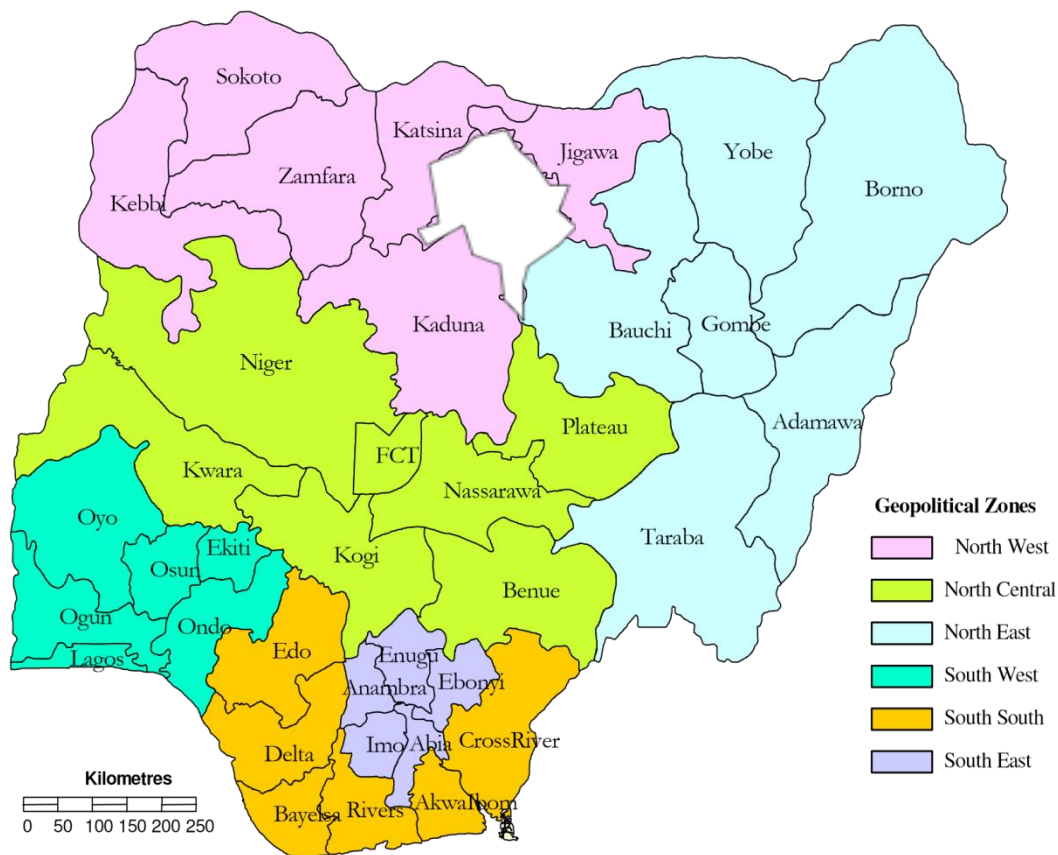 Sokoto
Katsina
Jigawa
Yobe
Zamfara
Borno
Kebbi
Kaduna
Bauchi
Gombe
Niger
Plateau
Adamawa
FCT
Kwara
Nassarawa
Oyo
Taraba
Ekiti
Kogi
Osun
Benue
Ogun
Ondo
Edo
Lagos
Enugu
Anambra
Ebonyi
Imo
Abia
CrossRiver
Delta
Bayelsa
Rivers
AkwaIbom
Geopolitical Zones
North West
North Central
North East
South West
South South
South East
Kilometres
0 50 100 150 200 250